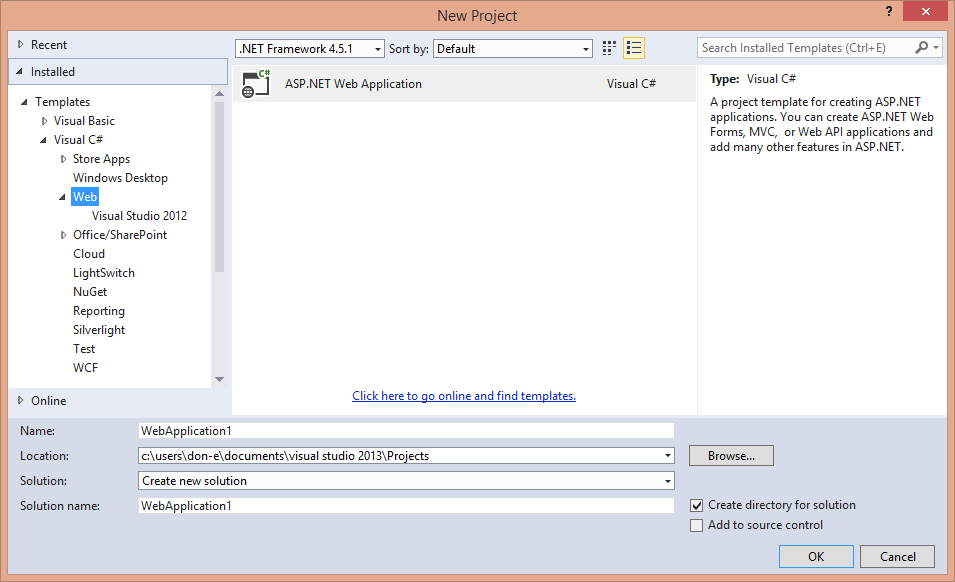 New Project
?
Recent
.NET Framework 4.5.1
Sort by:
Default
Search Installed Templates (Ctrl+E)
Installed
Templates
Visual Basic
Visual C#
Store Apps
Windows Desktop
Web
Visual Studio 2012
Office/SharePoint
Cloud
LightSwitch
NuGet
Reporting
Silverlight
Test
WCF
Online
C#
ASP.NET Web Application
Visual C#
Click here to go online and find templates.
Type: Visual C#
A project template for creating ASP.NET
applications. You can create ASP.NET Web
Forms, MVC, or Web API applications and
add many other features in ASP.NET.
Name:
WebApplication1
Location:
c:\users\don-e\documents\visual studio 2013\Projects
Browse...
Solution:
Create new solution
Solution name:
WebApplication1
Create directory for solution
Add to source control
OK
Cancel